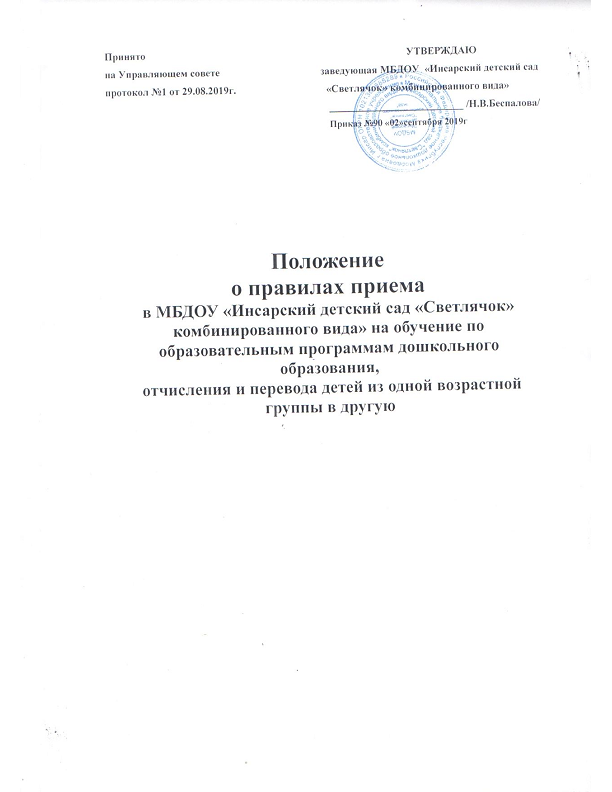 Принято
на Управляющем совете
протокол №1 от 29.08.2019г.
УТВЕРЖДАЮ
заведующая МБДОУ «Инсарский детский сад
«Светлячок» комбинированного вида»
/Н.В.Беспалова/
Приказ №90 «02»сентября 2019г
Положение
о правилах приема
в МБДОУ «Инсарский детский сад «Светлячок»
комбинированного вида» на обучение по
образовательным программам дошкольного
образования,
отчисления и перевода детей из одной возрастной
группы в другую